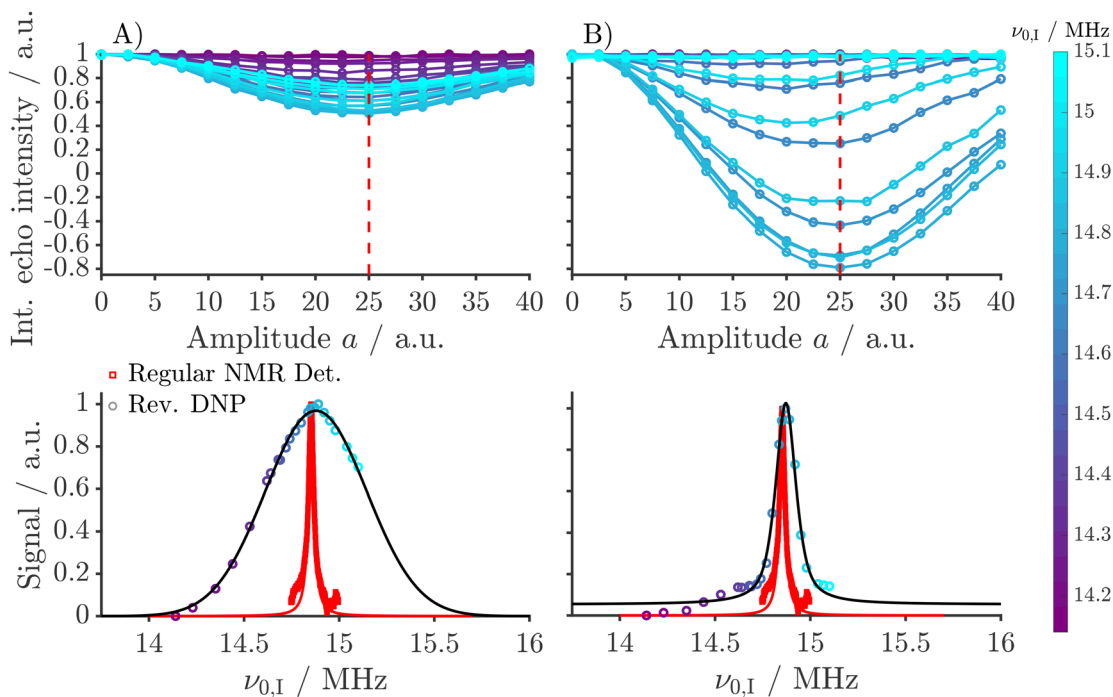 A)
B)
ν0,I / MHz
Int. echo intensity / a.u.
1
0.8
0.6
0.4
0.2
0
-0.2
-0.4
-0.6
-0.8
0 5 10 15 20 25 30 35 40
0 5 10 15 20 25 30 35 40
Amplitude a / a.u.
Amplitude a / a.u.
15.1
15
14.9
14.8
14.7
14.6
14.5
14.4
14.3
14.2
Regular NMR Det.
Rev. DNP
Signal / a.u.
1
0.8
0.6
0.4
0.2
0
14 14.5 15 15.5 16
14 14.5 15 15.5 16
ν0,I / MHz
ν0,I / MHz